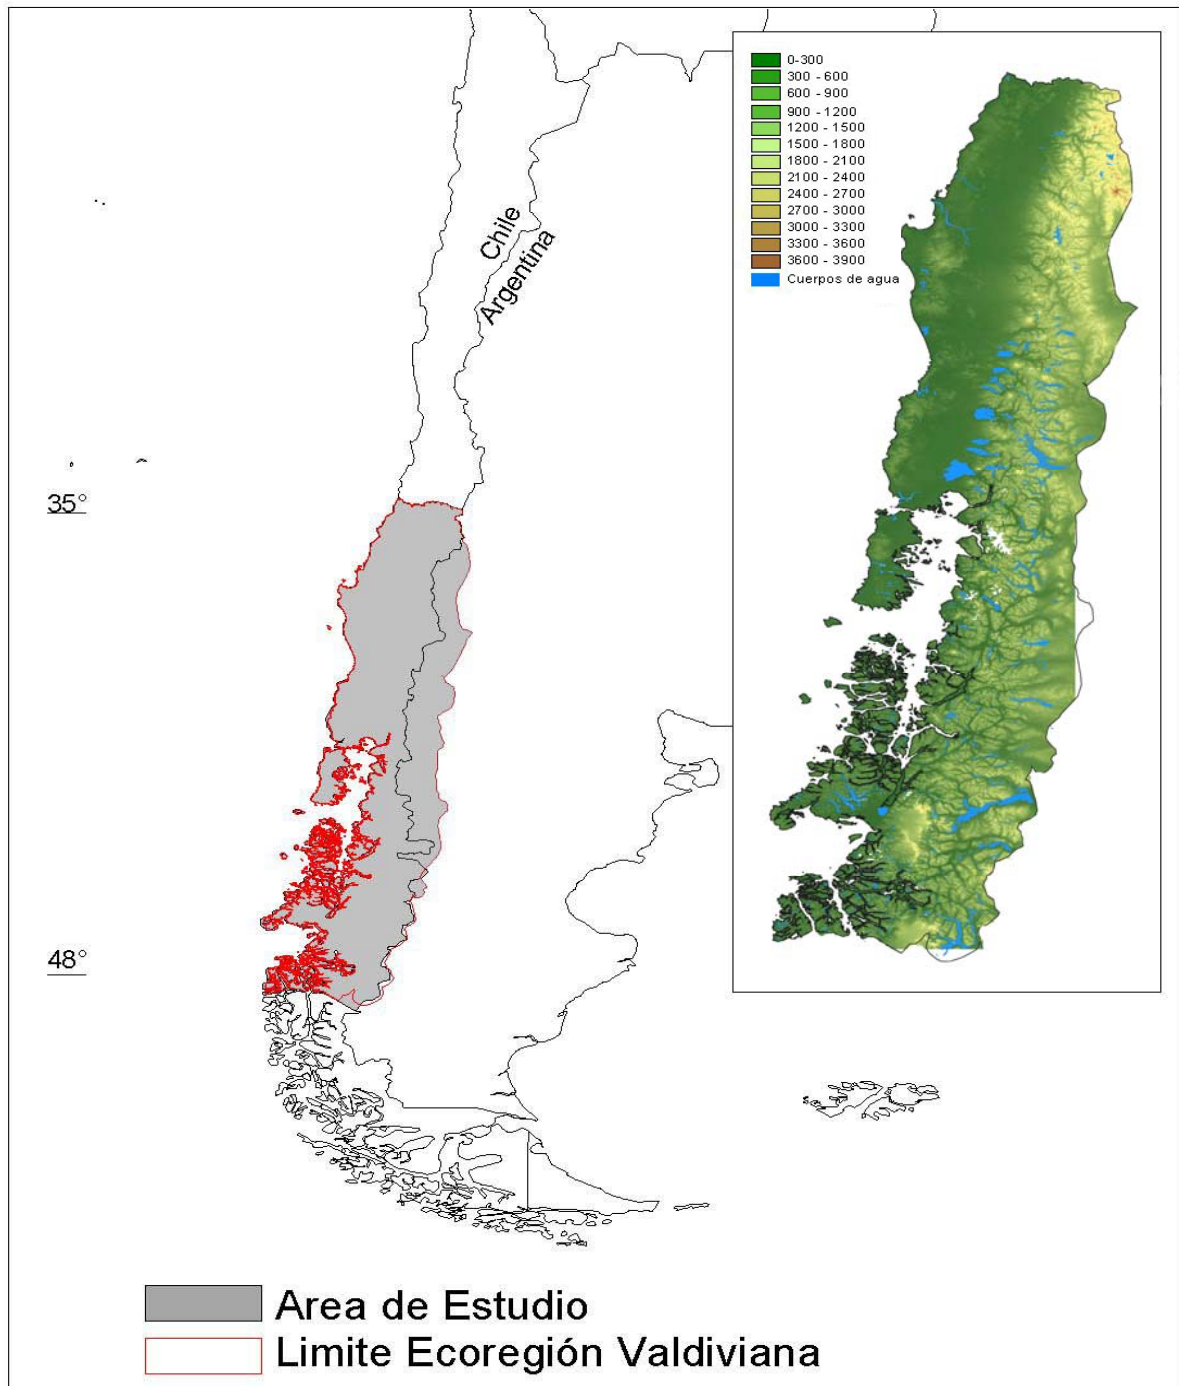 0-300
300 - 600
600 - 900
900 - 1200
1200 - 1500
1500 - 1800
1800 - 2100
2100 - 2400
2400 - 2700
2700 - 3000
3000 - 3300
3300 - 3600
3600 - 3900
Cuerpos de agua
Chile
Argentina
35°
48°
Area de Estudio
Limite Ecoregión Valdiviana